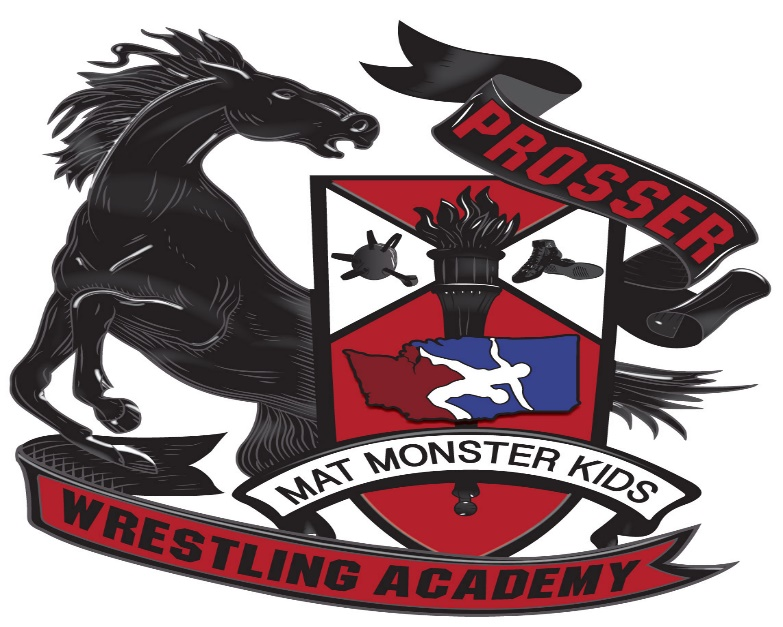 PROSSER
MAT MONSTER KIDS
WRESTLING ACADEMY